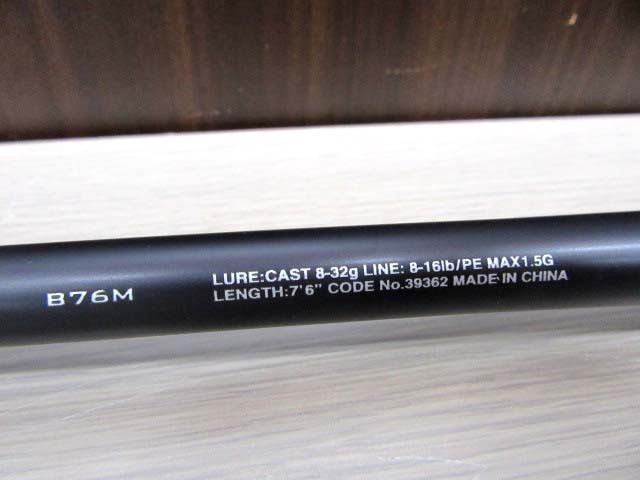 B76M
LURE:CAST 8-32g LINE: 8-16lb/PE MAX1.5G
LENGTH:7'6" CODE No.39362 MADE IN CHINA